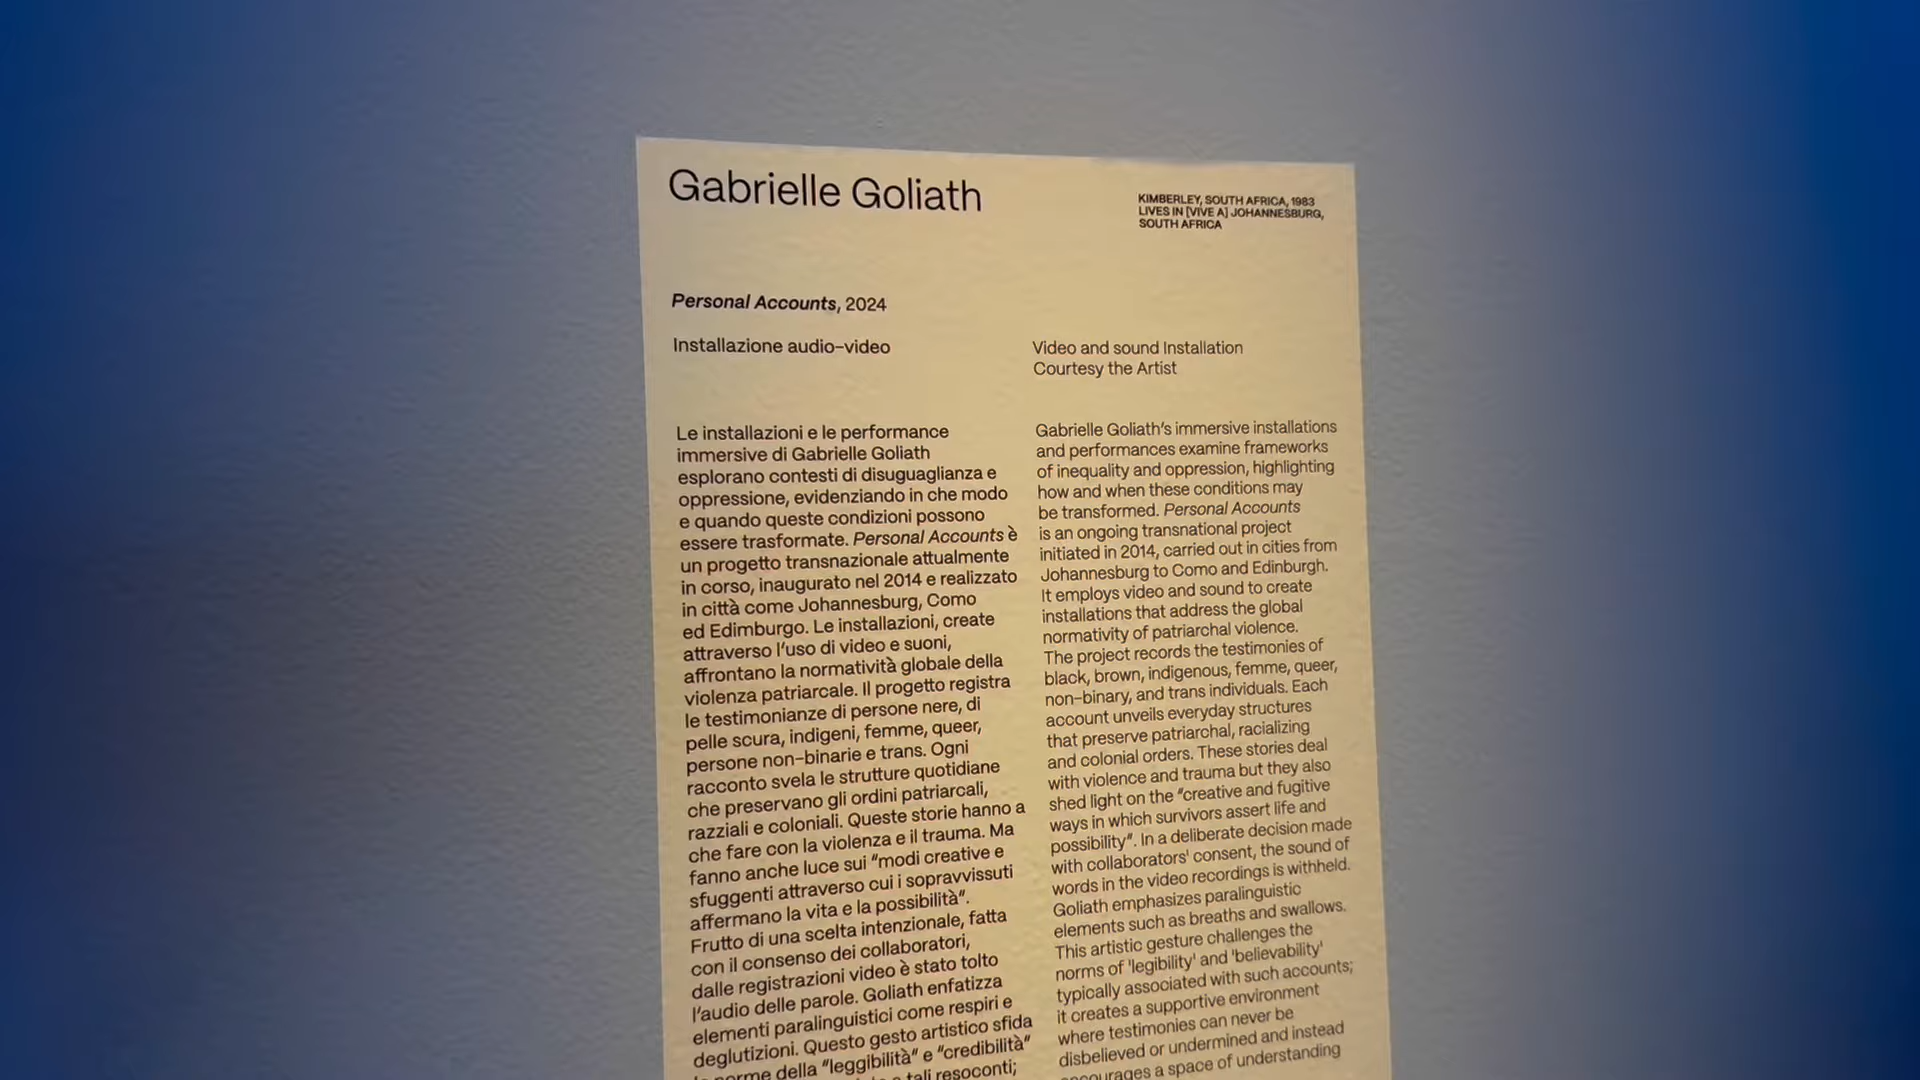 Gabrielle Goliath
KIMBERLEY, SOUTH AFRICA, 1983
LIVES IN [VIVE A] JOHANNESBURG,
SOUTH AFRICA
Personal Accounts, 2024
Installazione audio-video
Le installazioni e le performance
immersive di Gabrielle Goliath
esplorano contesti di disuguaglianza e
oppressione, evidenziando in che modo
e quando queste condizioni possono
essere trasformate. Personal Accounts è
un progetto transnazionale attualmente
in corso, inaugurato nel 2014 e realizzato
in città come Johannesburg, Como
ed Edimburgo. Le installazioni, create
attraverso l'uso di video e suoni,
affrontano la normatività globale della
violenza patriarcale. Il progetto registra
le testimonianze di persone nere, di
pelle scura, indigeni, femme, queer,
persone non-binarie e trans. Ogni
racconto svela le strutture quotidiane
che preservano gli ordini patriarcali,
razziali e coloniali. Queste storie hanno a
che fare con la violenza e il trauma. Ma
fanno anche luce sui "modi creative e
sfuggenti attraverso cui i sopravvissuti
affermano la vita e la possibilità".
Frutto di una scelta intenzionale, fatta
con il consenso dei collaboratori,
dalle registrazioni video è stato tolto
l'audio delle parole. Goliath enfatizza
elementi paralinguistici come respiri e
deglutizioni. Questo gesto artistico sfida
norme della "leggibilità" e "credibilità"
tali resoconti;
Video and sound Installation
Courtesy the Artist
Gabrielle Goliath's immersive installations
and performances examine frameworks
of inequality and oppression, highlighting
how and when these conditions may
be transformed. Personal Accounts
is an ongoing transnational project
initiated in 2014, carried out in cities from
Johannesburg to Como and Edinburgh.
It employs video and sound to create
installations that address the global
normativity of patriarchal violence.
The project records the testimonies of
black, brown, indigenous, femme, queer,
non-binary, and trans individuals. Each
account unveils everyday structures
that preserve patriarchal, racializing
and colonial orders. These stories deal
with violence and trauma but they also
shed light on the "creative and fugitive
ways in which survivors assert life and
possibility". In a deliberate decision made
with collaborators' consent, the sound of
words in the video recordings is withheld.
Goliath emphasizes paralinguistic
elements such as breaths and swallows.
This artistic gesture challenges the
norms of 'legibility' and 'believability'
typically associated with such accounts;
it creates a supportive environment
where testimonies can never be
disbelieved or undermined and instead
encourages a space of understanding